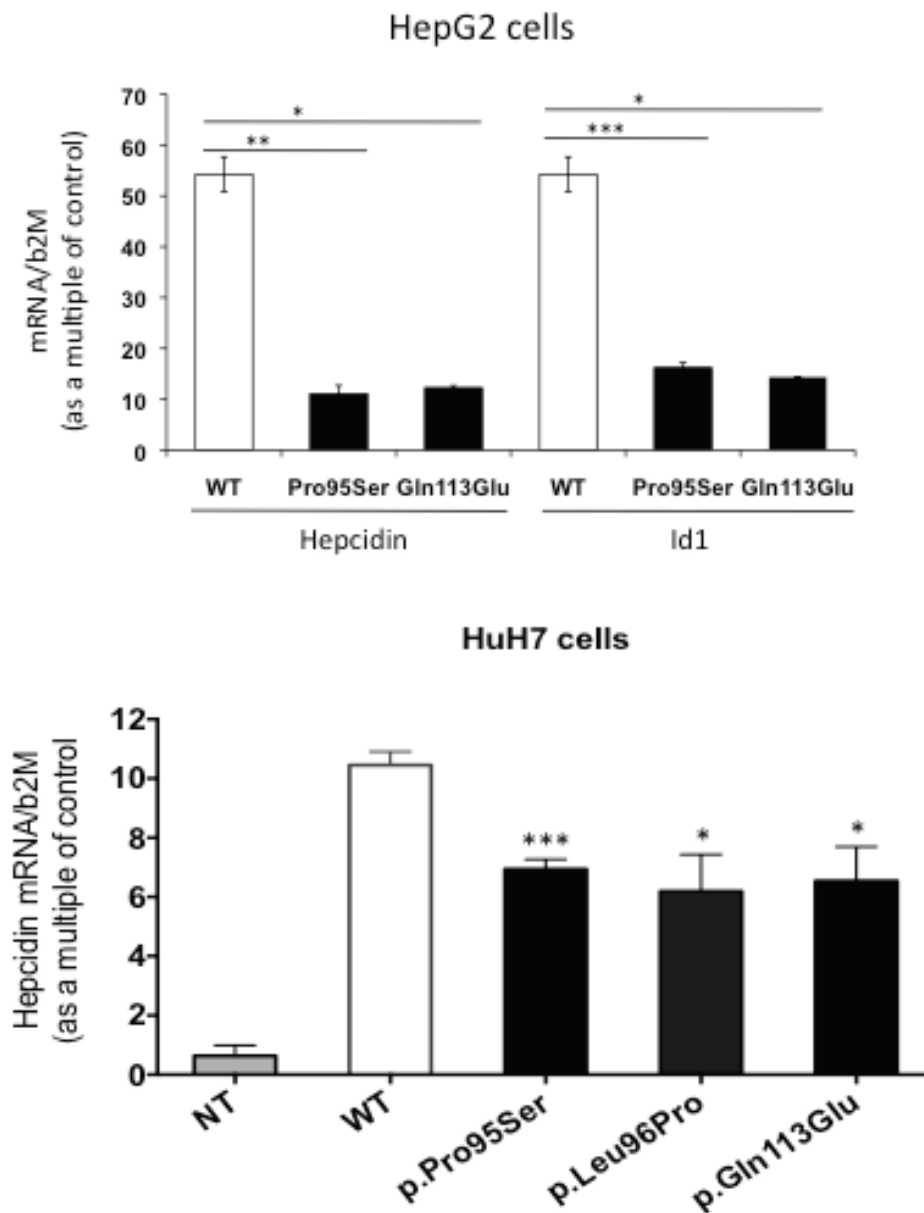 HepG2 cells
mRNA/b2M
(as a multiple of control)
70
60
50
40
30
20
10
0
*
**
*
***
WT Pro95Ser Gln113Glu WT Pro95Ser Gln113Glu
Hepcidin Id1
HuH7 cells
Hepcidin mRNA/b2M
(as a multiple of control)
12
10
8
6
4
2
0
***
*
*
NT
WT
p.Pro95Ser
p.Leu96Pro
p.Gln113Glu